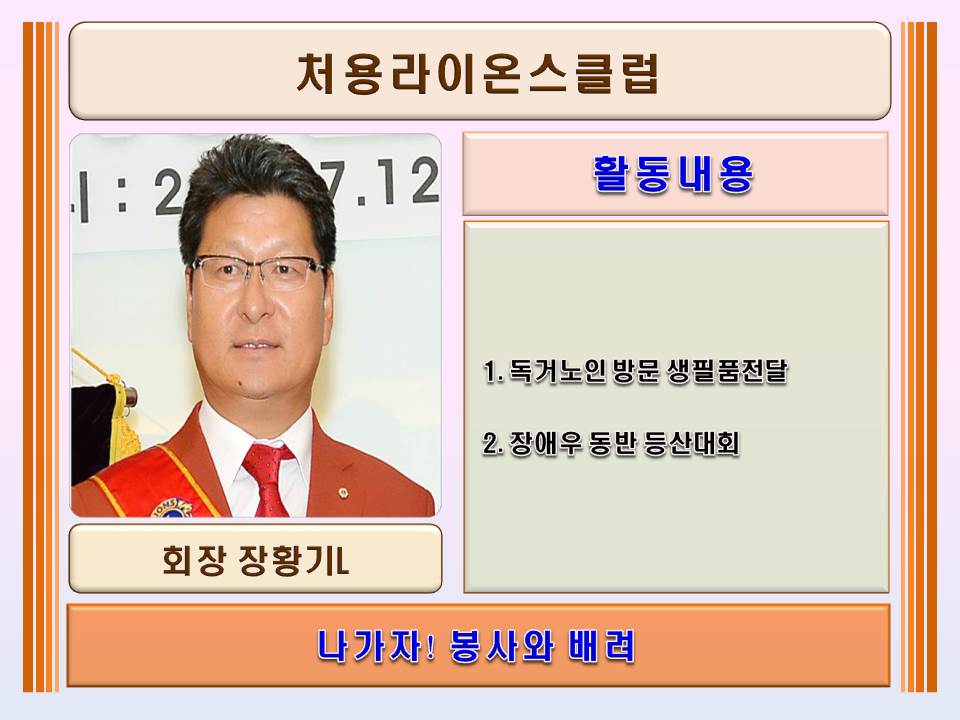 처용라이온스클럽
활동내용
7.12
1. 독거노인 방문 생필품전달
2. 장애우 동반 등산대회
회장 장황기L
나가자! 봉사와 배려